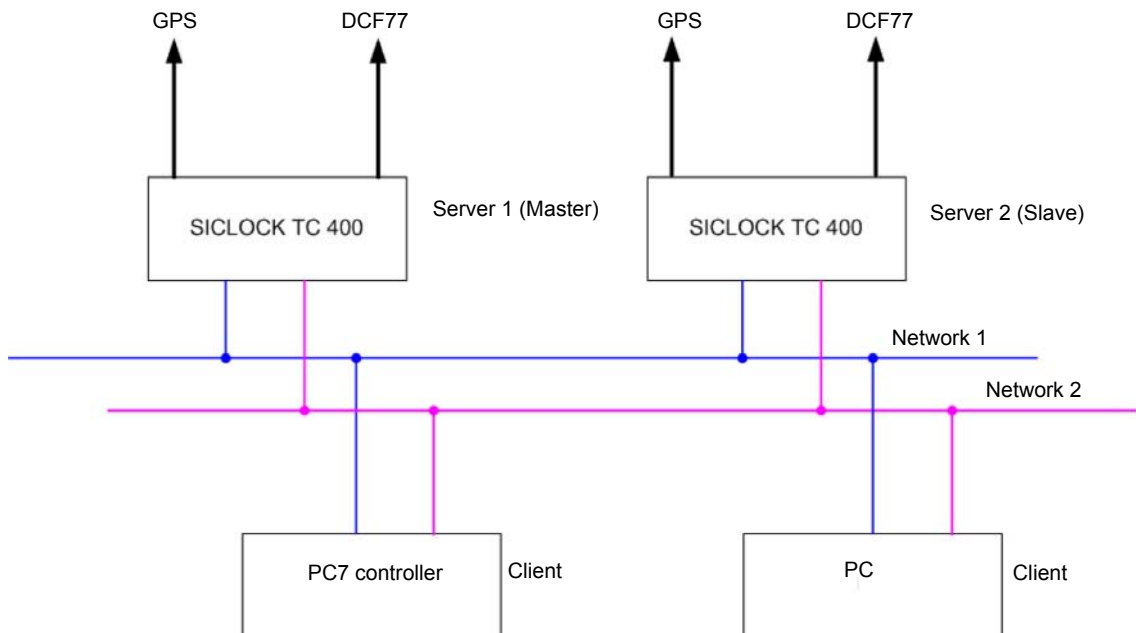 GPS
DCF77
GPS
DCF77
SICLOCK TC 400
Server 1 (Master)
SICLOCK TC 400
Server 2 (Slave)
Network 1
Network 2
PC7 controller
Client
PC
Client